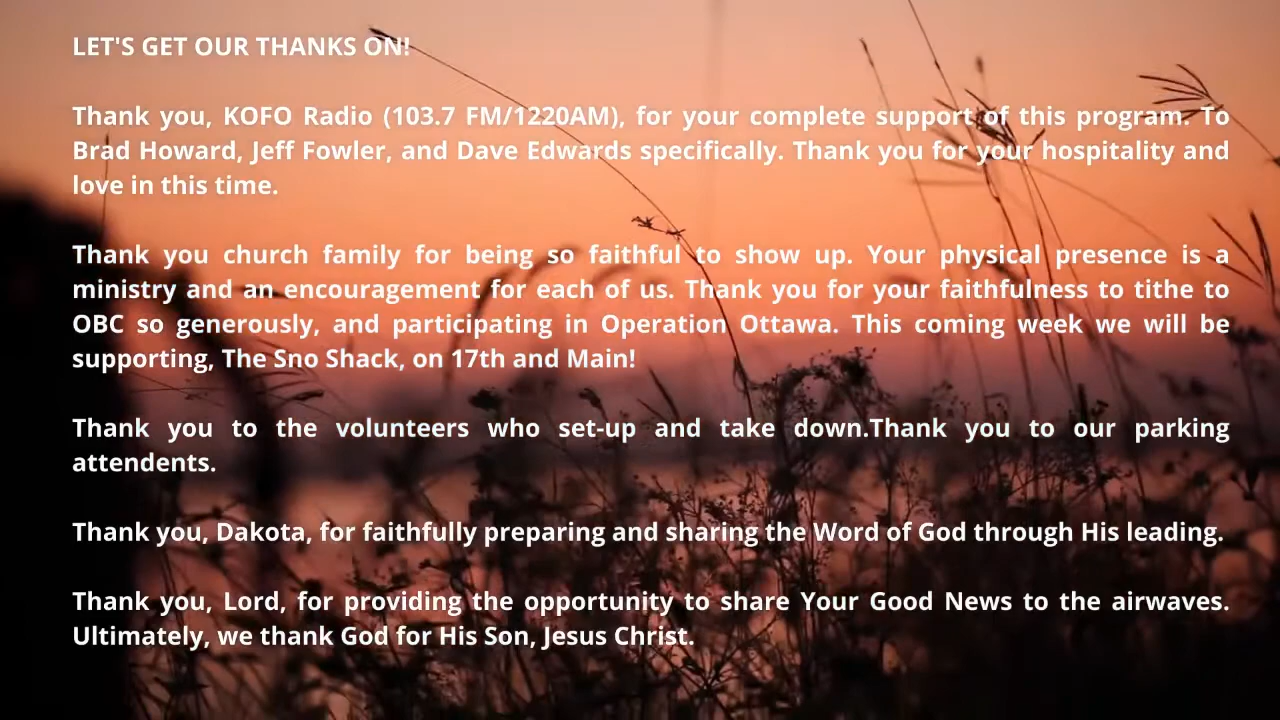 LET'S GET OUR THANKS ON!
Thank you, KOFO Radio (103.7 FM/1220AM), for your complete support of this program. To
Brad Howard, Jeff Fowler, and Dave Edwards specifically. Thank you for your hospitality and
love in this time.
Thank you church family for being so faithful to show up. Your physical presence is a
ministry and an encouragement for each of us. Thank you for your faithfulness to tithe to
OBC so generously, and participating in Operation Ottawa. This coming week we will be
supporting, The Sno Shack, on 17th and Main!
Thank you to the volunteers who set-up and take down.Thank you to our parking
attendents.
Thank you, Dakota, for faithfully preparing and sharing the Word of God through His leading.
Thank you, Lord, for providing the opportunity to share Your Good News to the airwaves.
Ultimately, we thank God for His Son, Jesus Christ.